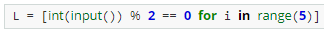 L = [int(input()) % 2 == 0 for i in range(5)]